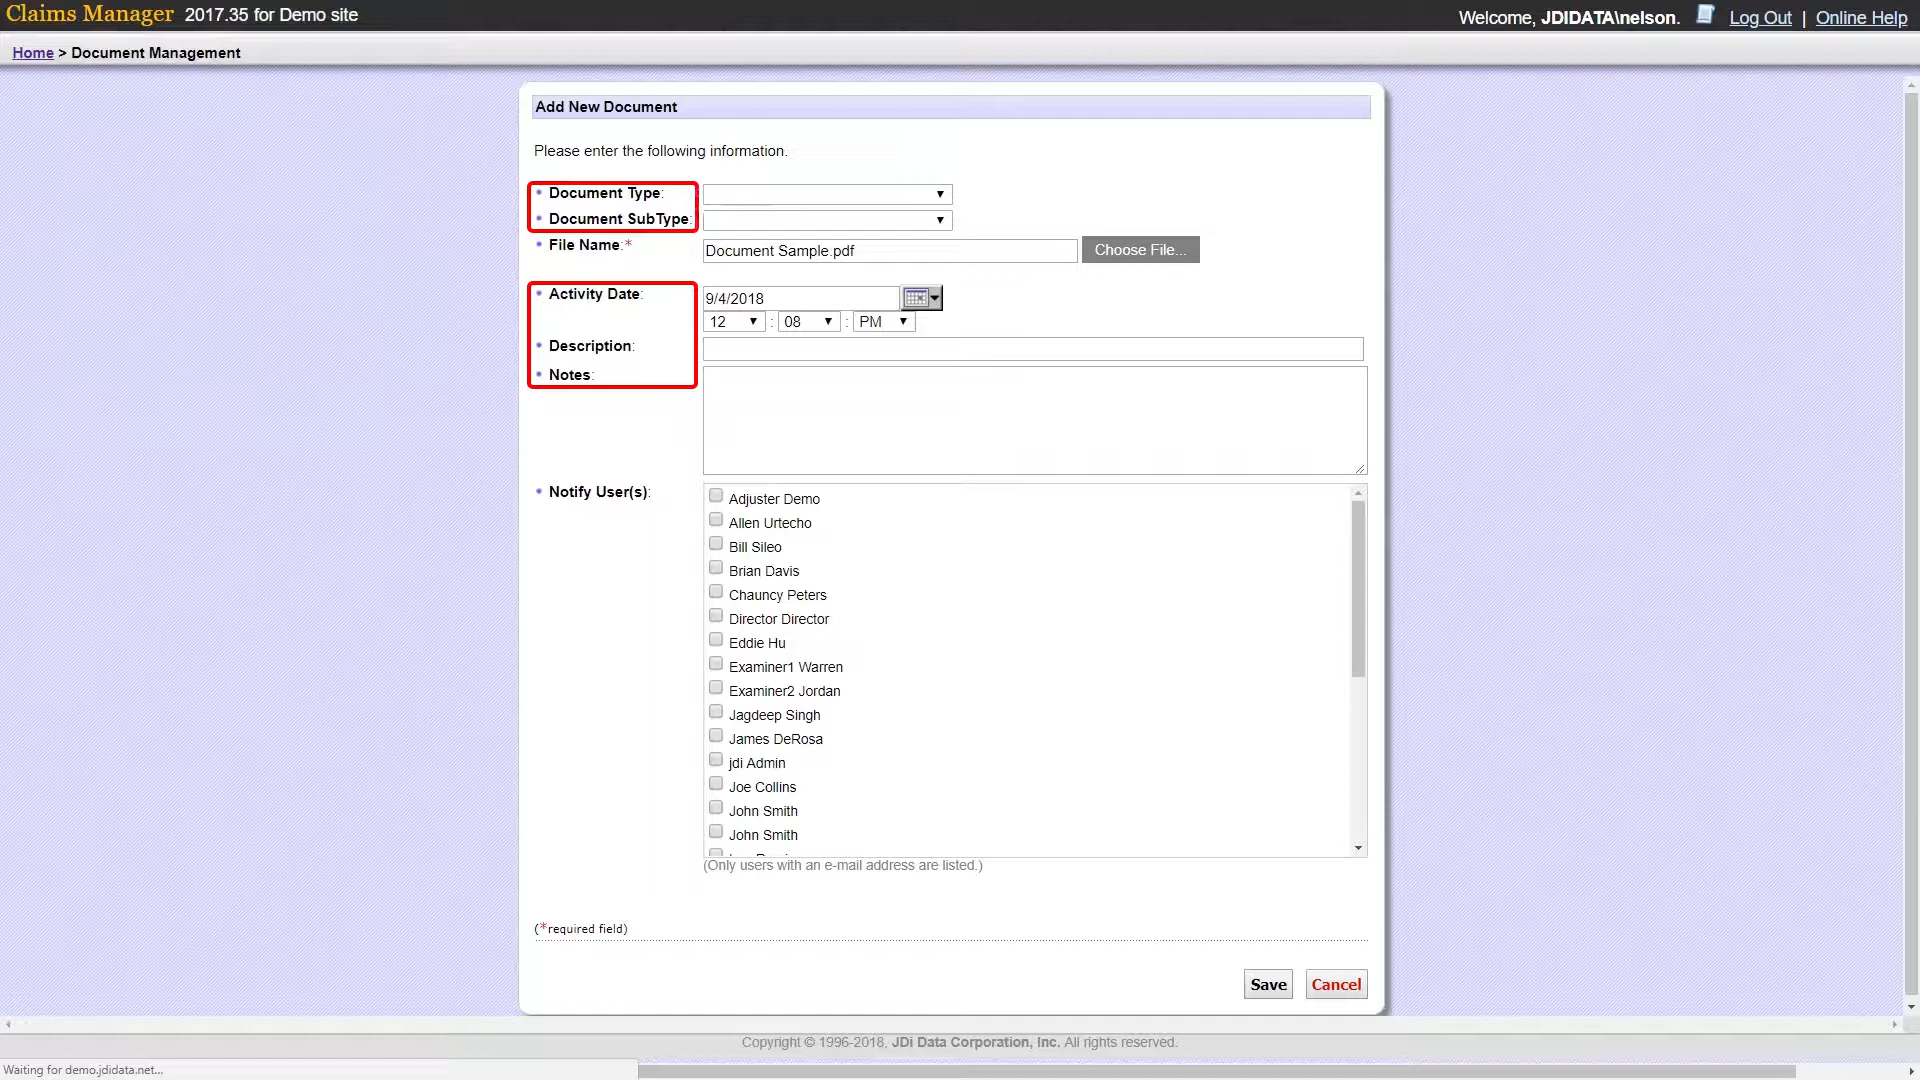 Claims Manager 2017.35 for Demo site
Welcome, JDIDATA\nelson. Log Out | Online Help
Home > Document Management
Add New Document
Please enter the following information.
Document Type:
Document SubType:
File Name:* Document Sample.pdf Choose File...
Activity Date: 9/4/2018
12 : 08 : PM
Description:
Notes:
Notify User(s):
Adjuster Demo
Allen Urtecho
Bill Sileo
Brian Davis
Chauncy Peters
Director Director
Eddie Hu
Examiner1 Warren
Examiner2 Jordan
Jagdeep Singh
James DeRosa
jdi Admin
Joe Collins
John Smith
John Smith
(Only users with an e-mail address are listed.)
(*required field)
Save Cancel
Copyright © 1996-2018, JDi Data Corporation, Inc. All rights reserved.
Waiting for demo.jdidata.net...